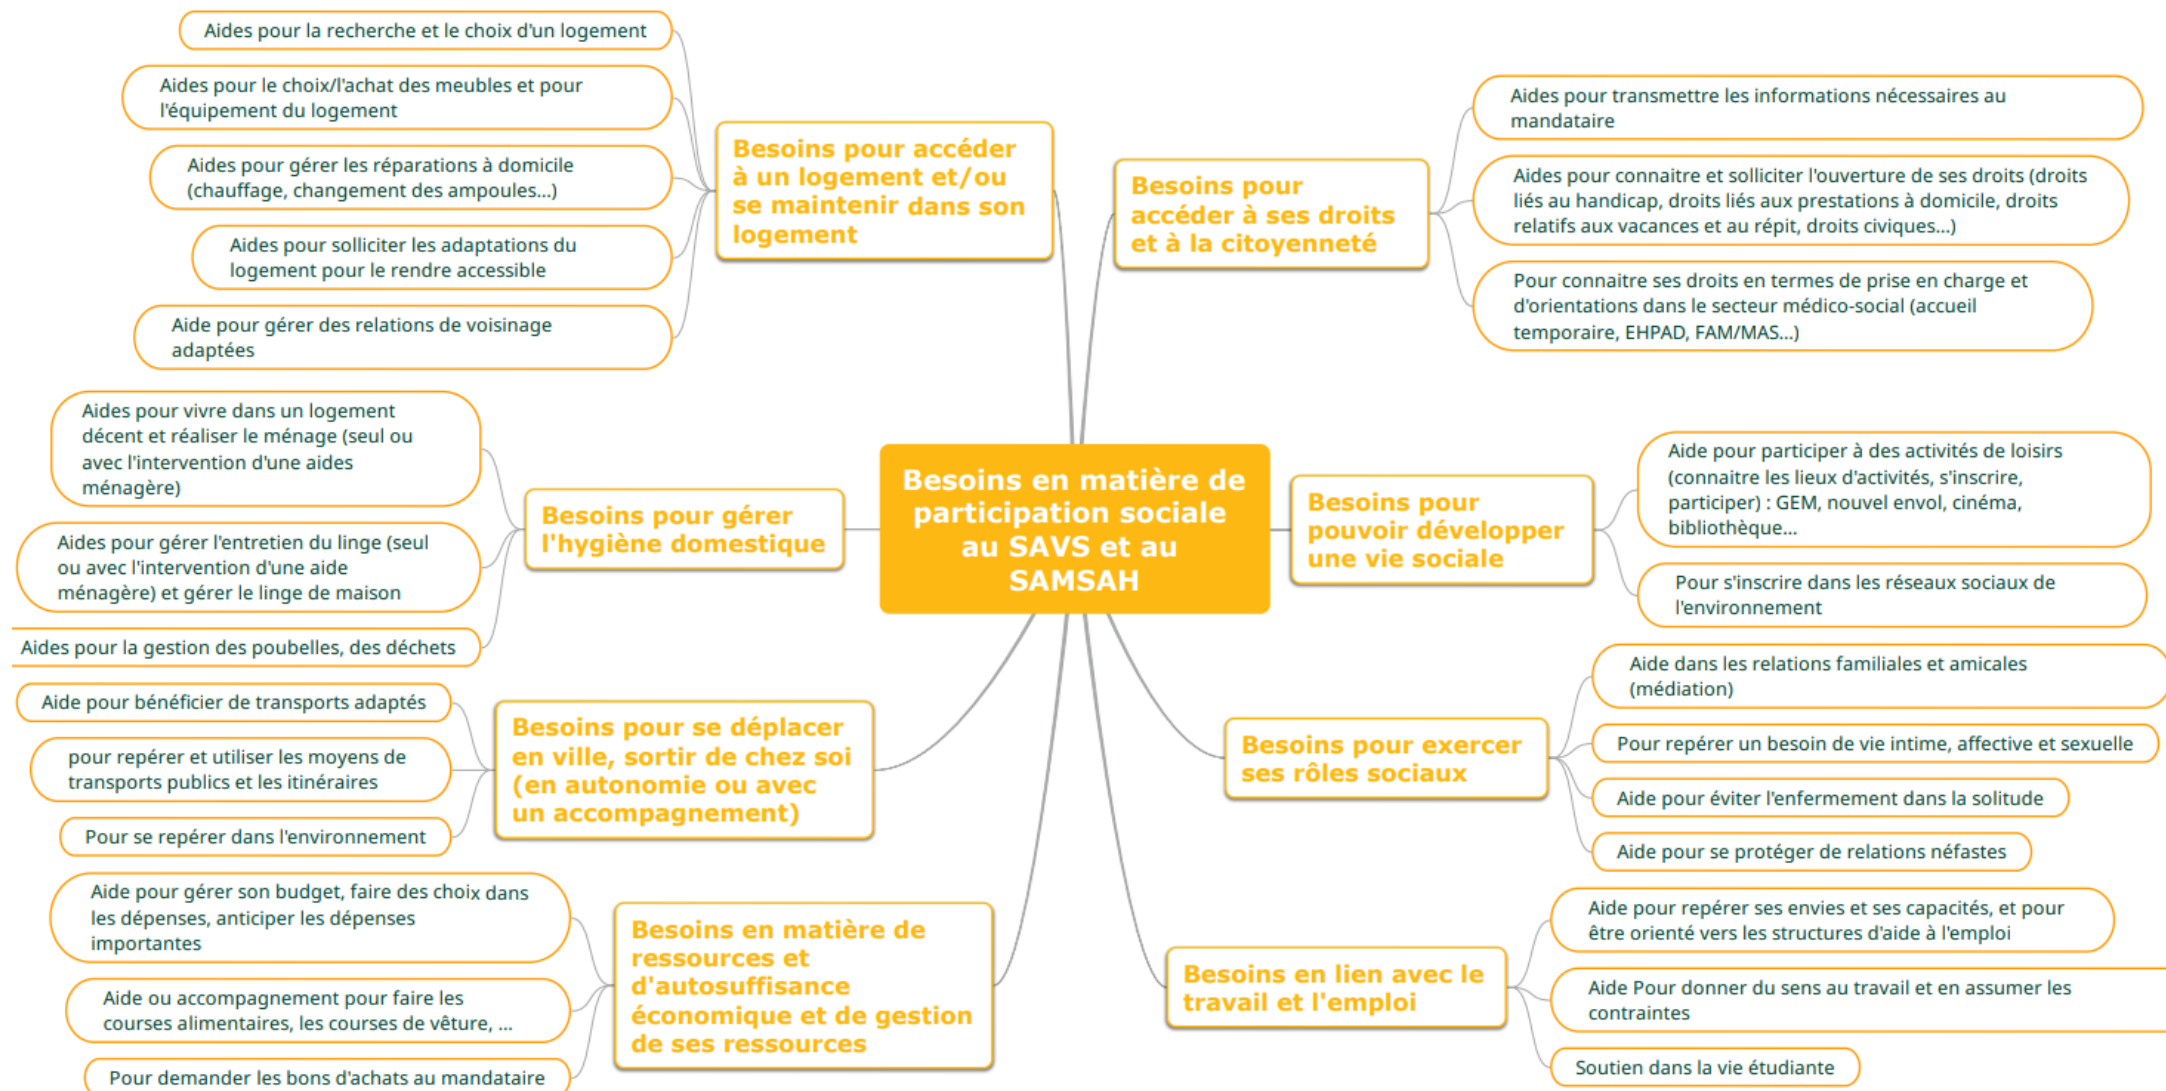 Besoins en matière de
participation sociale
au SAVS et au
SAMSAH
Besoins pour accéder
à un logement et/ou
se maintenir dans son
logement
Aides pour la recherche et le choix d'un logement
Aides pour le choix/l'achat des meubles et pour
l'équipement du logement
Aides pour gérer les réparations à domicile
(chauffage, changement des ampoules...)
Aides pour solliciter les adaptations du
logement pour le rendre accessible
Aide pour gérer des relations de voisinage
adaptées
Besoins pour gérer
l'hygiène domestique
Aides pour vivre dans un logement
décent et réaliser le ménage (seul ou
avec l'intervention d'une aides
ménagère)
Aides pour gérer l'entretien du linge (seul
ou avec l'intervention d'une aide
ménagère) et gérer le linge de maison
Aides pour la gestion des poubelles, des déchets
Besoins pour se déplacer
en ville, sortir de chez soi
(en autonomie ou avec
un accompagnement)
Aide pour bénéficier de transports adaptés
pour repérer et utiliser les moyens de
transports publics et les itinéraires
Pour se repérer dans l'environnement
Besoins en matière de
ressources et
d'autosuffisance
économique et de gestion
de ses ressources
Aide pour gérer son budget, faire des choix dans
les dépenses, anticiper les dépenses
importantes
Aide ou accompagnement pour faire les
courses alimentaires, les courses de vêture, ...
Pour demander les bons d'achats au mandataire
Besoins pour
accéder à ses droits
et à la citoyenneté
Aides pour transmettre les informations nécessaires au
mandataire
Aides pour connaitre et solliciter l'ouverture de ses droits (droits
liés au handicap, droits liés aux prestations à domicile, droits
relatifs aux vacances et au répit, droits civiques...)
Pour connaitre ses droits en termes de prise en charge et
d'orientations dans le secteur médico-social (accueil
temporaire, EHPAD, FAM/MAS...)
Besoins pour
pouvoir développer
une vie sociale
Aide pour participer à des activités de loisirs
(connaitre les lieux d'activités, s'inscrire,
participer) : GEM, nouvel envol, cinéma,
bibliothèque...
Pour s'inscrire dans les réseaux sociaux de
l'environnement
Besoins pour exercer
ses rôles sociaux
Aide dans les relations familiales et amicales
(médiation)
Pour repérer un besoin de vie intime, affective et sexuelle
Aide pour éviter l'enfermement dans la solitude
Aide pour se protéger de relations néfastes
Besoins en lien avec le
travail et l'emploi
Aide pour repérer ses envies et ses capacités, et pour
être orienté vers les structures d'aide à l'emploi
Aide Pour donner du sens au travail et en assumer les
contraintes
Soutien dans la vie étudiante